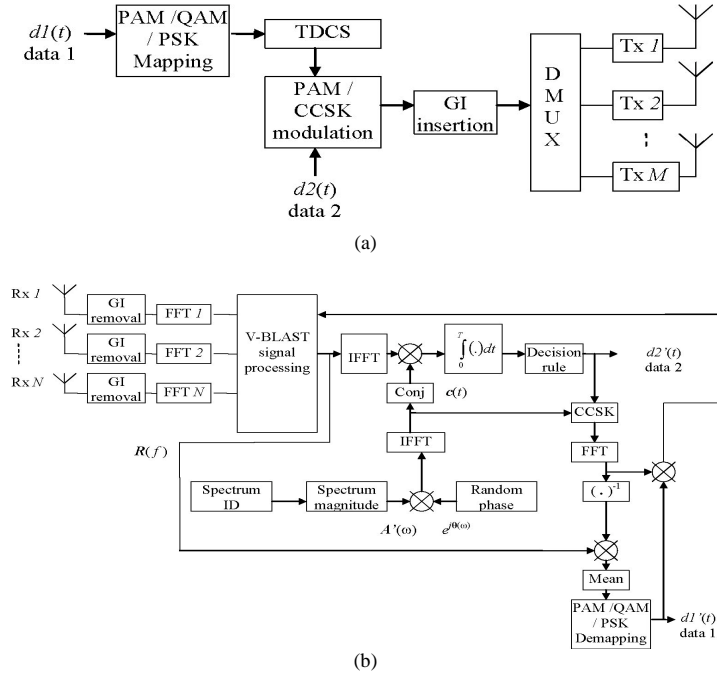 d1(t)
data 1
PAM /QAM
/ PSK
Mapping
TDCS
PAM /
CCSK
modulation
d2(t)
data 2
GI
insertion
D
M
U
X
Tx 1
Tx 2
Tx M
(a)
Rx 1
GI
removal
FFT 1
Rx 2
GI
removal
FFT 2
Rx N
GI
removal
FFT N
V-BLAST
signal
processing
IFFT
T
∫(.)dt
0
Decision
rule
d2'(t)
data 2
Conj
c(t)
CCSK
R(f)
IFFT
FFT
Spectrum
ID
Spectrum
magnitude
Random
phase
( . )-1
A'(ω)
e^jθ(ω)
Mean
PAM /QAM
/ PSK
Demapping
d1'(t)
data 1
(b)